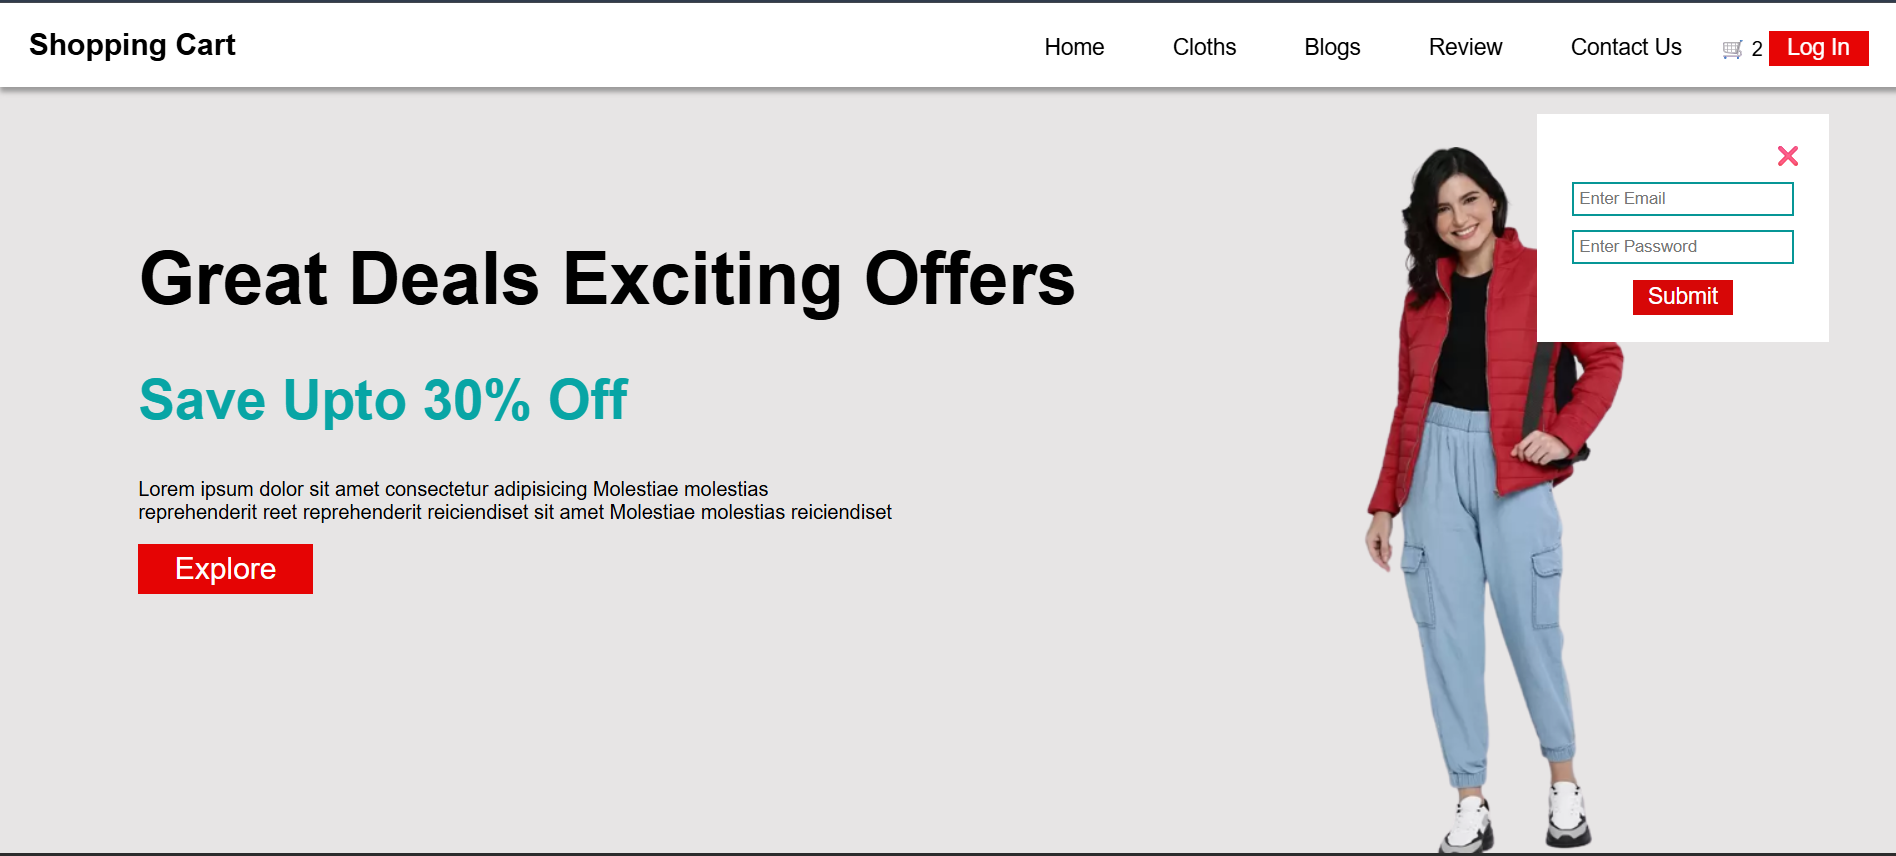 Shopping Cart
Home
Cloths
Blogs
Review
Contact Us
2
Log In
Enter Email
Enter Password
Submit
Great Deals Exciting Offers
Save Upto 30% Off
Lorem ipsum dolor sit amet consectetur adipisicing Molestiae molestias
reprehenderit reet reprehenderit reiciendiset sit amet Molestiae molestias reiciendiset
Explore